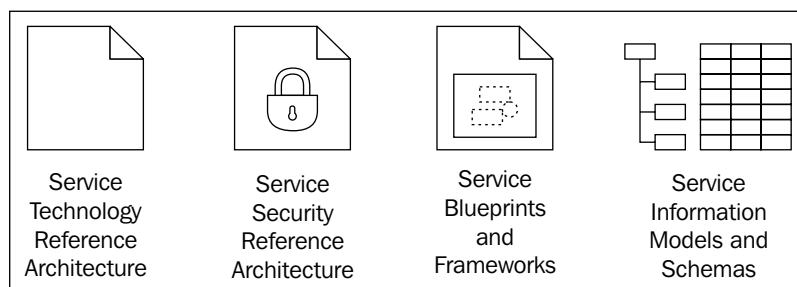 Service
Technology
Reference
Architecture
Service
Security
Reference
Architecture
Service
Blueprints
and
Frameworks
Service
Information
Models and
Schemas